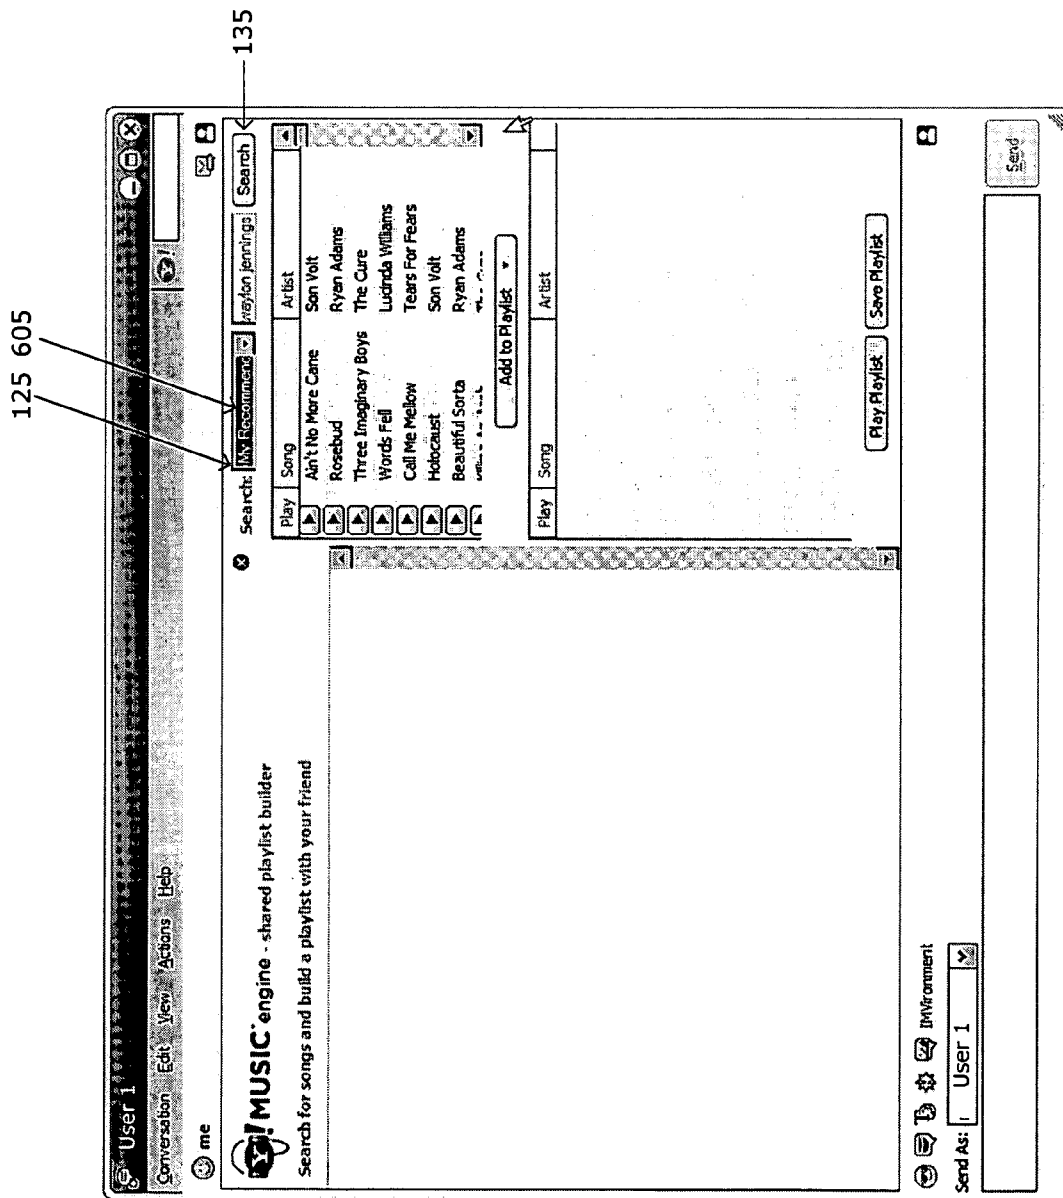 125 605
135
User 1
Conversation Edit View Actions Help
Y!
me
Y! MUSIC engine - shared playlist builder
Search for songs and build a playlist with your friend
Search: My Recommend waylon jennings Search
Play Song Artist
Ain't No More Cane Son Volt
Rosebud Ryan Adams
Three Imaginary Boys The Cure
Words Fell Lucinda Williams
Call Me Mellow Tears For Fears
Holocaust Son Volt
Beautiful Sorta Ryan Adams
Add to Playlist
Play Song Artist
Play Playlist Save Playlist
IMVironment
Send As: User 1
Send